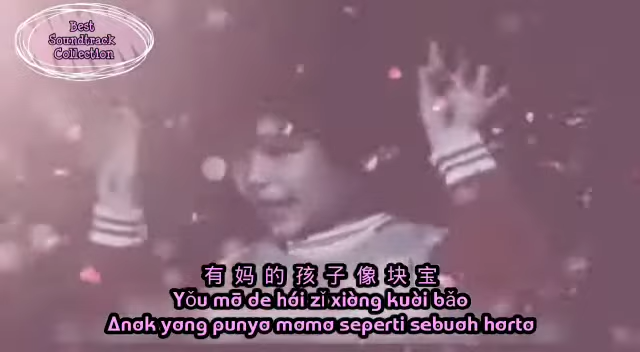 Best
Soundtrack
Collection
有妈的孩子像块宝
Yǒu mā de hái zǐ xiàng kuài bǎo
Anak yang punya mama seperti sebuah harta